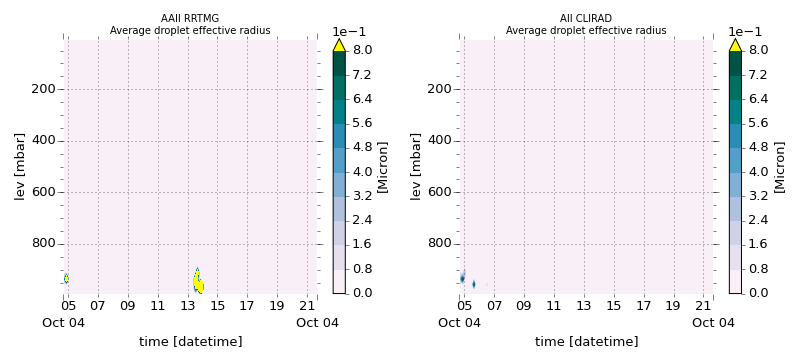 AAII RRTMG
Average droplet effective radius
1e−1
8.0
7.2
6.4
5.6
4.8
4.0
3.2
2.4
1.6
0.8
0.0
[Micron]
200
400
600
800
lev [mbar]
05 07 09 11 13 15 17 19 21
Oct 04 Oct 04
time [datetime]
All CLIRAD
Average droplet effective radius
1e−1
8.0
7.2
6.4
5.6
4.8
4.0
3.2
2.4
1.6
0.8
0.0
[Micron]
200
400
600
800
lev [mbar]
05 07 09 11 13 15 17 19 21
Oct 04 Oct 04
time [datetime]